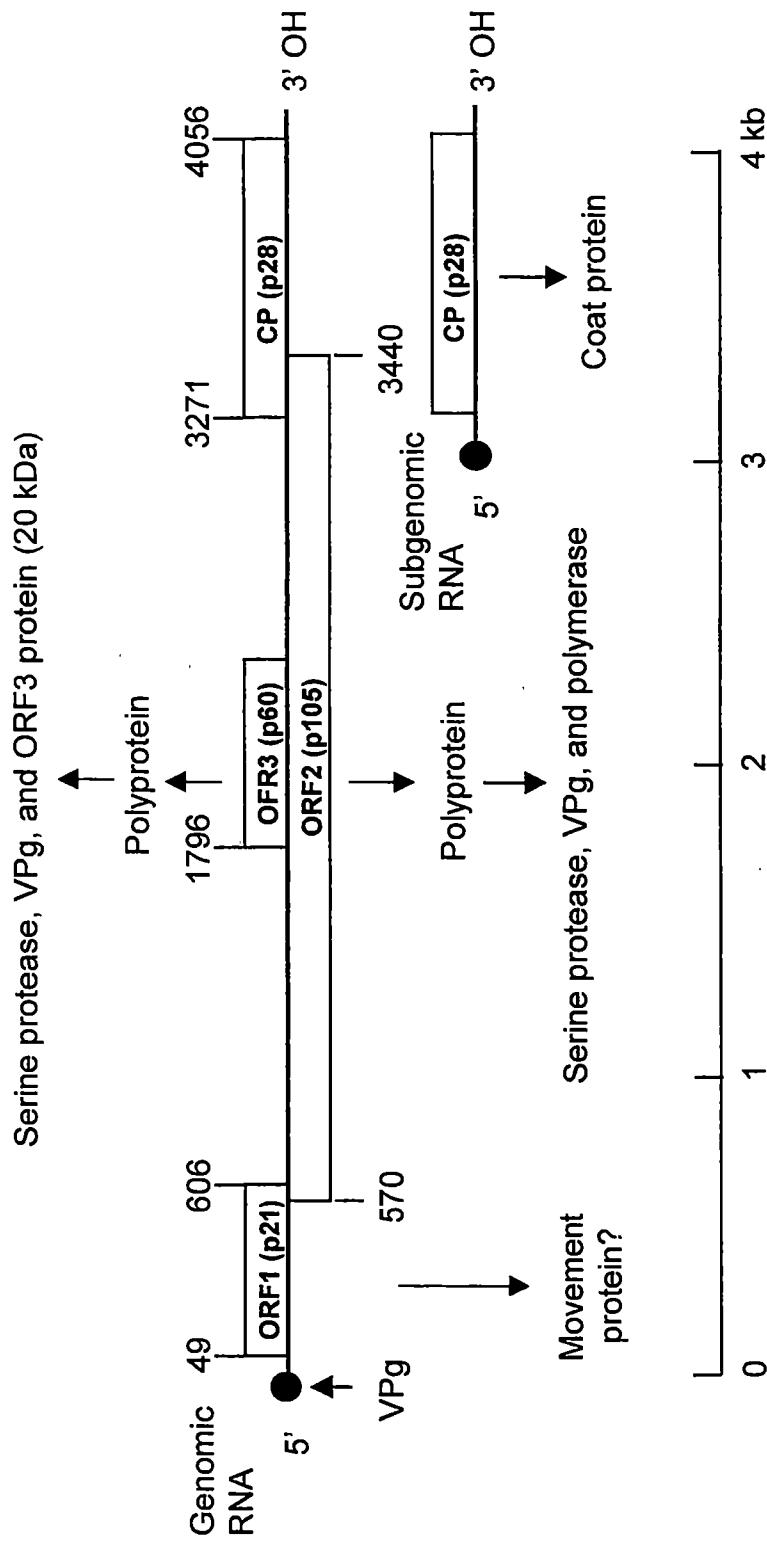 Serine protease, VPg, and ORF3 protein (20 kDa)
Polyprotein
Genomic
RNA
49
606
1796
3271
4056
ORF1 (p21)
OFR3 (p60)
CP (p28)
5'
3' OH
ORF2 (p105)
VPg
570
3440
Subgenomic
RNA
CP (p28)
5'
3' OH
Polyprotein
Movement
protein?
Serine protease, VPg, and polymerase
Coat protein
0
1
2
3
4 kb